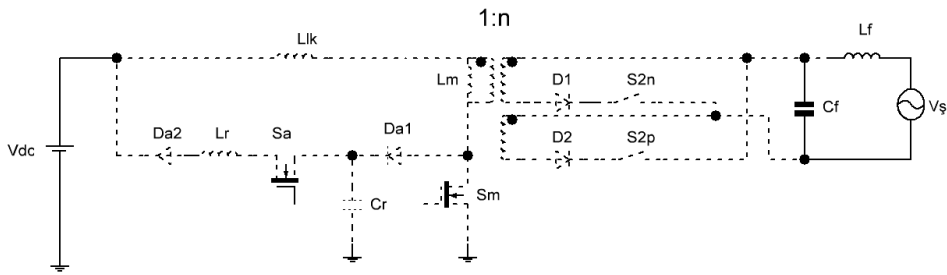 1:n
Llk
Lf
Lm
D1
S2n
Cf
Vş
Vdc
Da2
Lr
Sa
Da1
D2
S2p
Cr
Sm